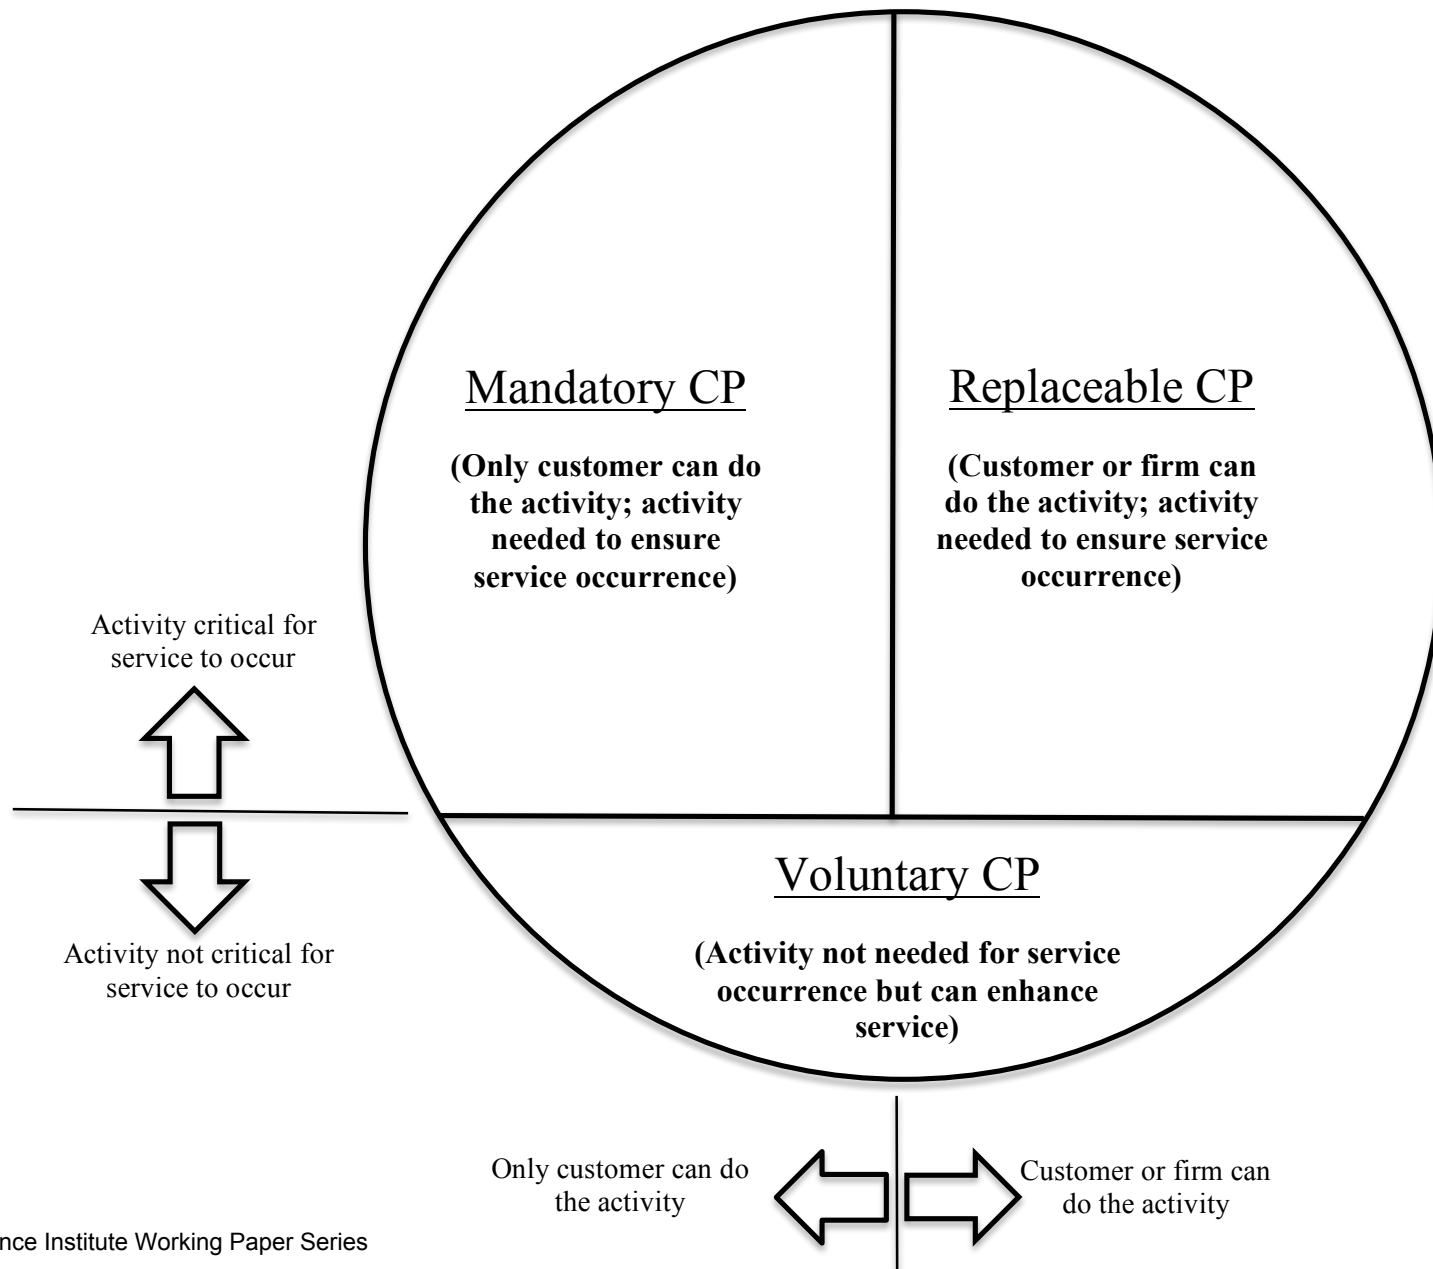 Mandatory CP
(Only customer can do
the activity; activity
needed to ensure
service occurrence)
Replaceable CP
(Customer or firm can
do the activity; activity
needed to ensure service
occurrence)
Activity critical for
service to occur
Activity not critical for
service to occur
Voluntary CP
(Activity not needed for service
occurrence but can enhance
service)
Only customer can do
the activity
Customer or firm can
do the activity
nce Institute Working Paper Series